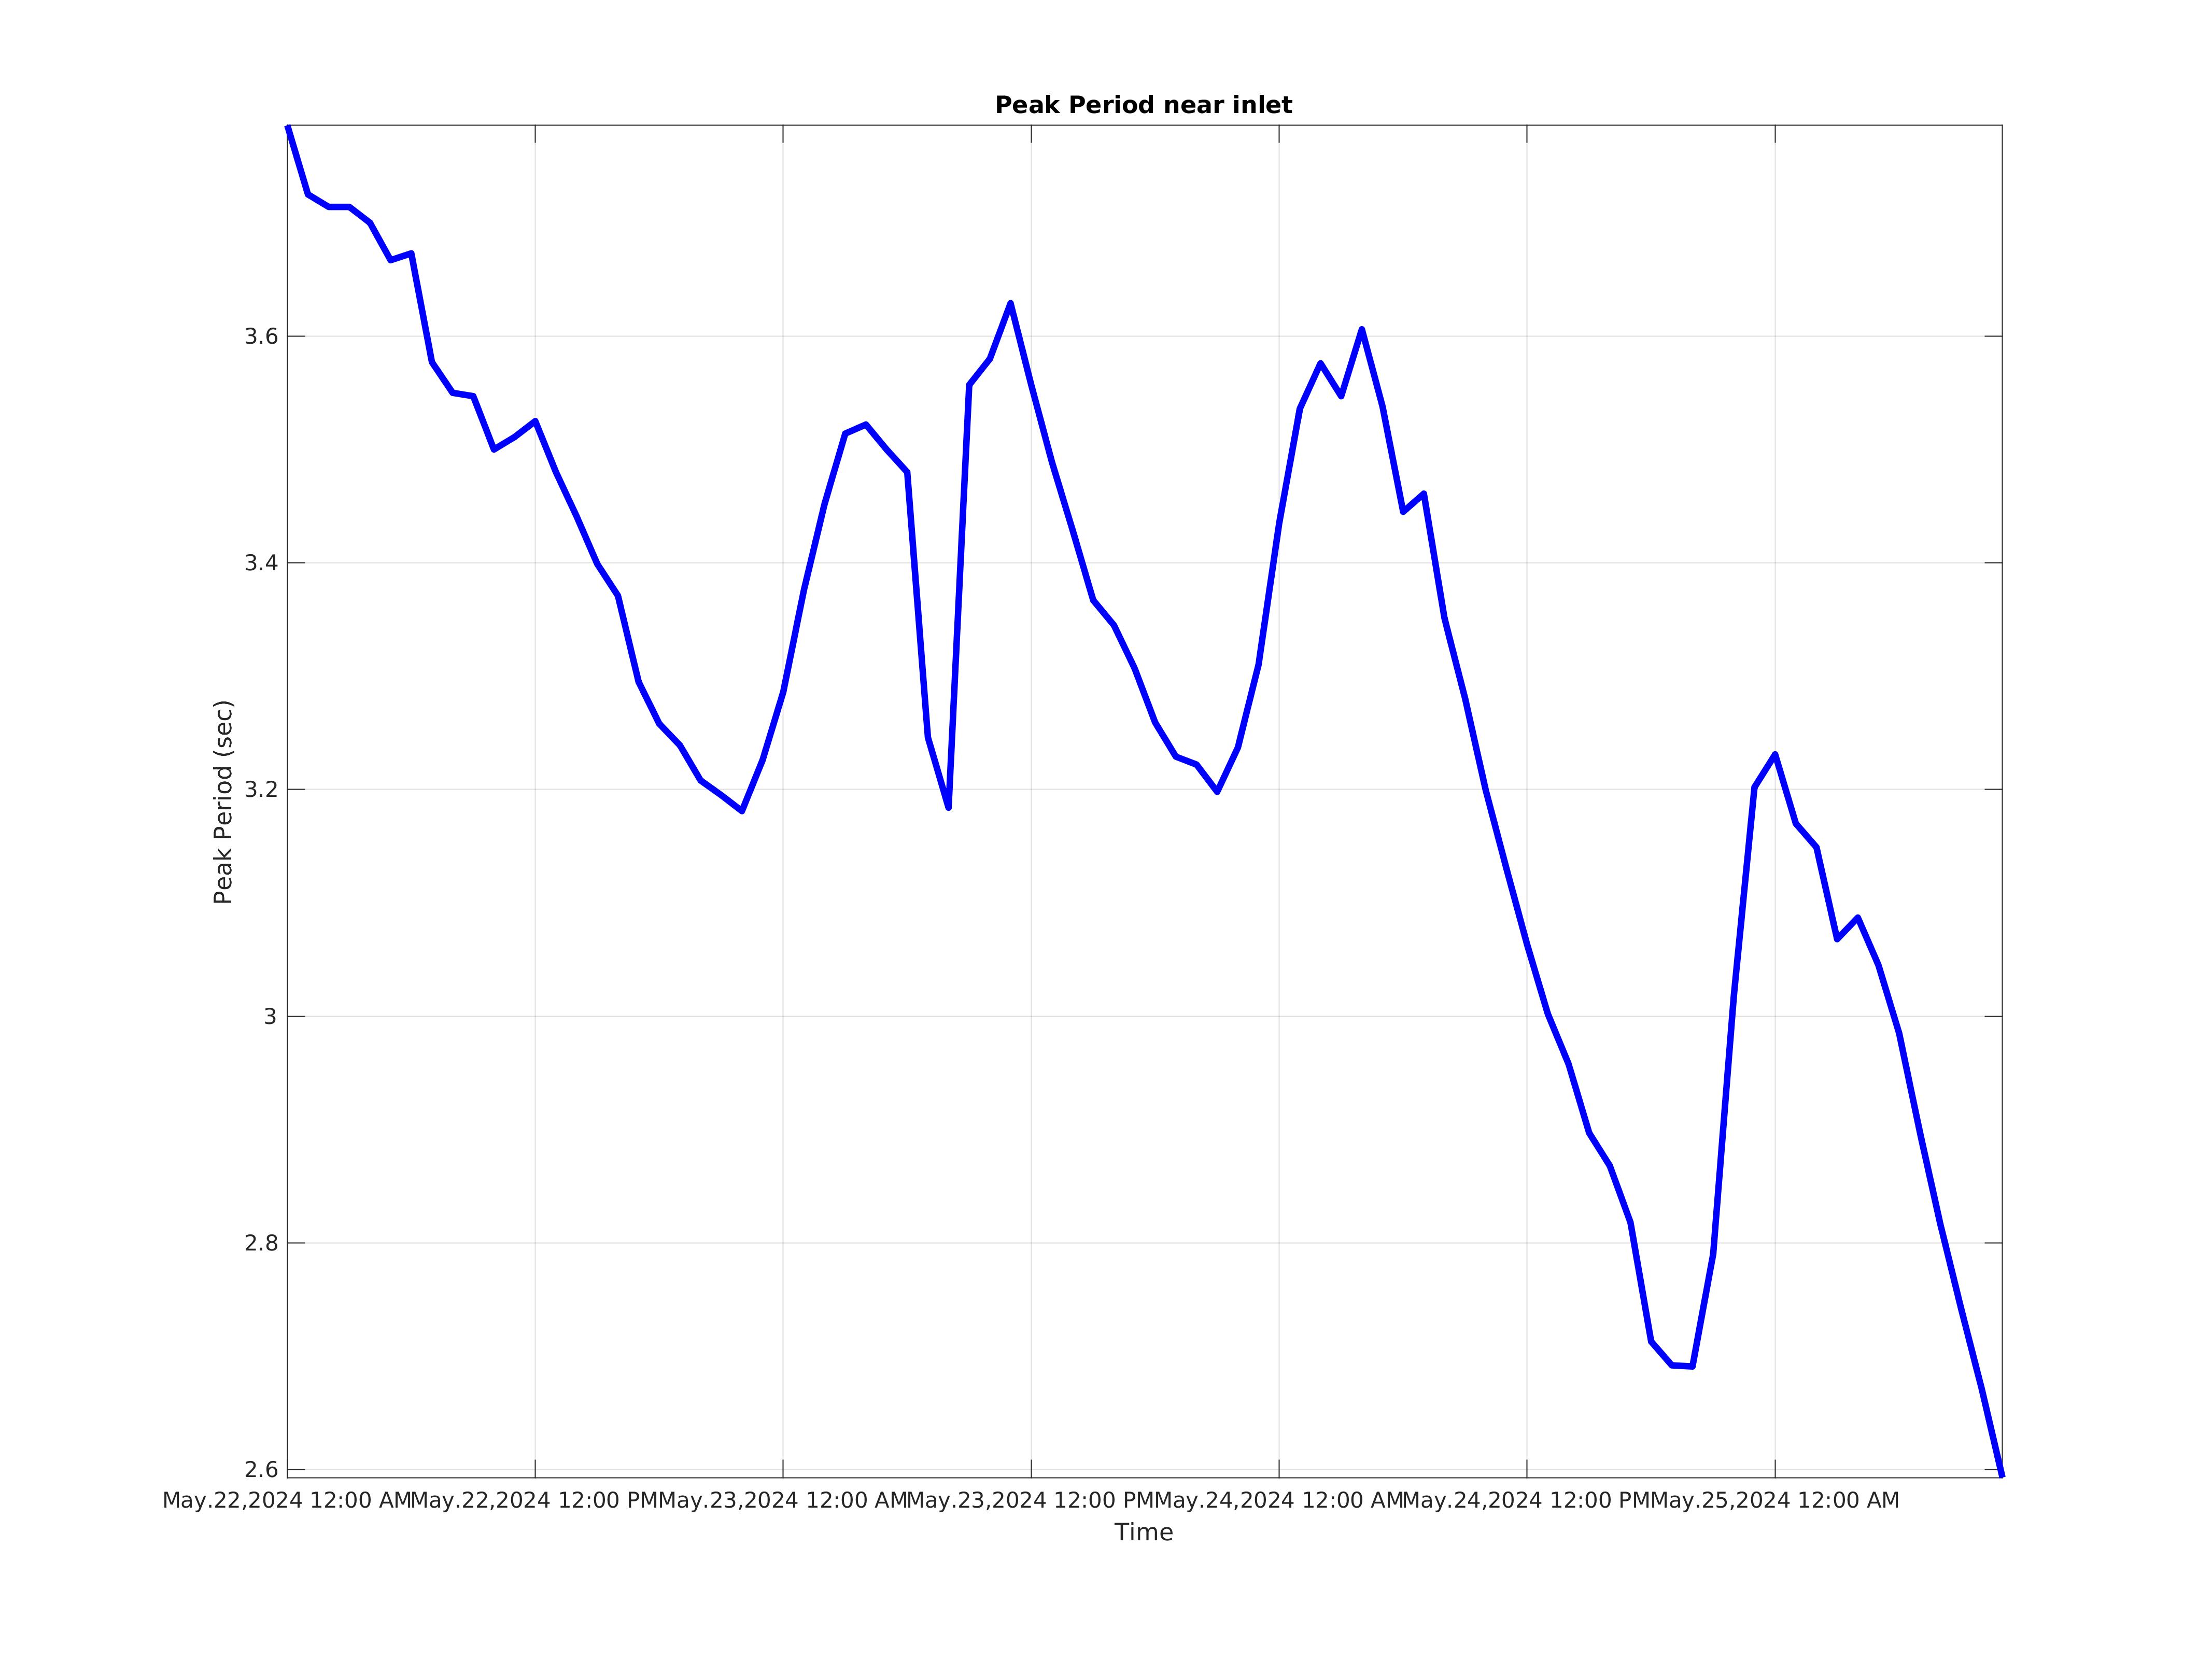 Peak Period near inlet
3.6
3.4
3.2
3
2.8
2.6
Peak Period (sec)
May.22,2024 12:00 AM May.22,2024 12:00 PM May.23,2024 12:00 AM May.23,2024 12:00 PM May.24,2024 12:00 AM May.24,2024 12:00 PM May.25,2024 12:00 AM
Time